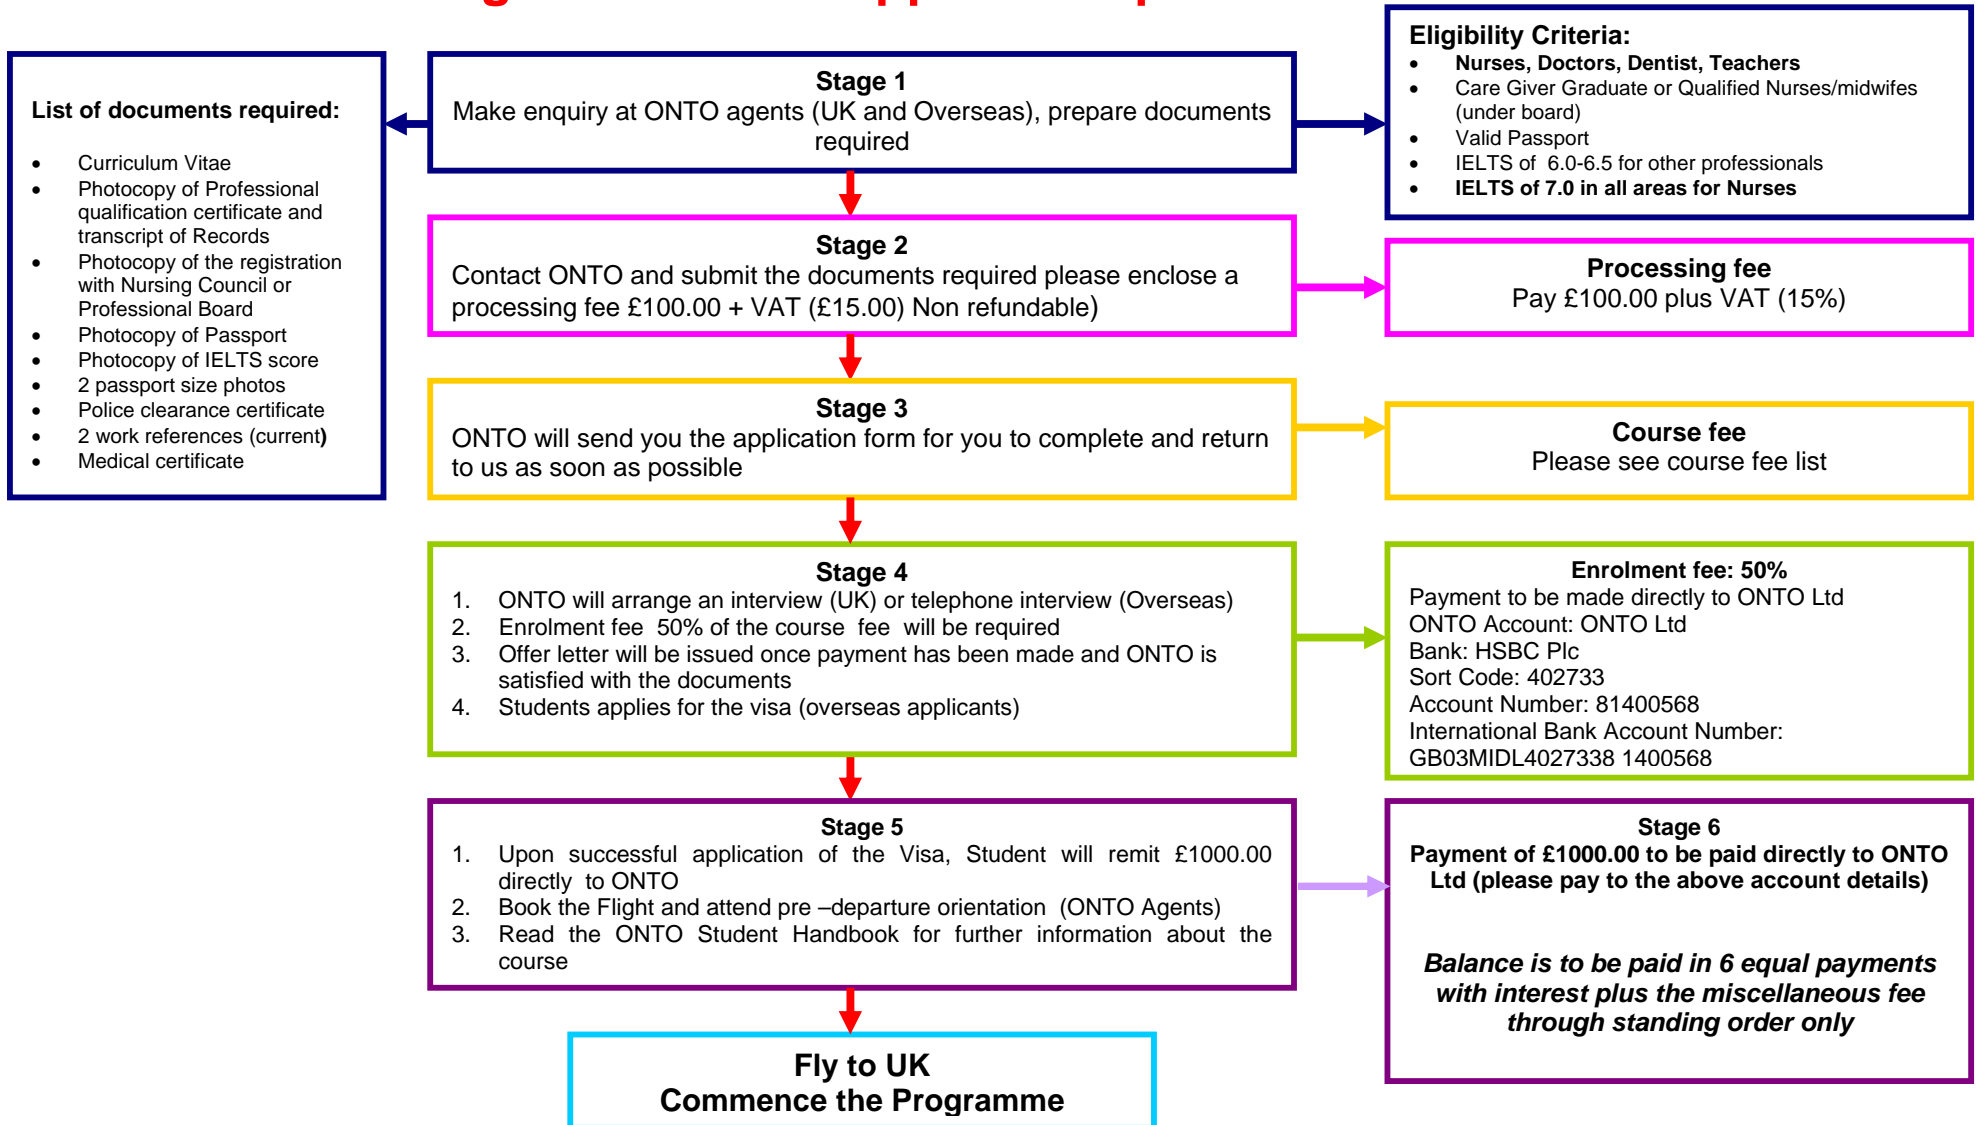 List of documents required:
• Curriculum Vitae
• Photocopy of Professional
qualification certificate and
transcript of Records
• Photocopy of the registration
with Nursing Council or
Professional Board
• Photocopy of Passport
• Photocopy of IELTS score
• 2 passport size photos
• Police clearance certificate
• 2 work references (current)
• Medical certificate
Stage 1
Make enquiry at ONTO agents (UK and Overseas), prepare documents
required
Eligibility Criteria:
• Nurses, Doctors, Dentist, Teachers
• Care Giver Graduate or Qualified Nurses/midwifes
(under board)
• Valid Passport
• IELTS of 6.0-6.5 for other professionals
• IELTS of 7.0 in all areas for Nurses
Stage 2
Contact ONTO and submit the documents required please enclose a
processing fee £100.00 + VAT (£15.00) Non refundable)
Processing fee
Pay £100.00 plus VAT (15%)
Stage 3
ONTO will send you the application form for you to complete and return
to us as soon as possible
Course fee
Please see course fee list
Stage 4
1. ONTO will arrange an interview (UK) or telephone interview (Overseas)
2. Enrolment fee 50% of the course fee will be required
3. Offer letter will be issued once payment has been made and ONTO is
satisfied with the documents
4. Students applies for the visa (overseas applicants)
Enrolment fee: 50%
Payment to be made directly to ONTO Ltd
ONTO Account: ONTO Ltd
Bank: HSBC Plc
Sort Code: 402733
Account Number: 81400568
International Bank Account Number:
GB03MIDL4027338 1400568
Stage 5
1. Upon successful application of the Visa, Student will remit £1000.00
directly to ONTO
2. Book the Flight and attend pre –departure orientation (ONTO Agents)
3. Read the ONTO Student Handbook for further information about the
course
Stage 6
Payment of £1000.00 to be paid directly to ONTO
Ltd (please pay to the above account details)
Balance is to be paid in 6 equal payments
with interest plus the miscellaneous fee
through standing order only
Fly to UK
Commence the Programme